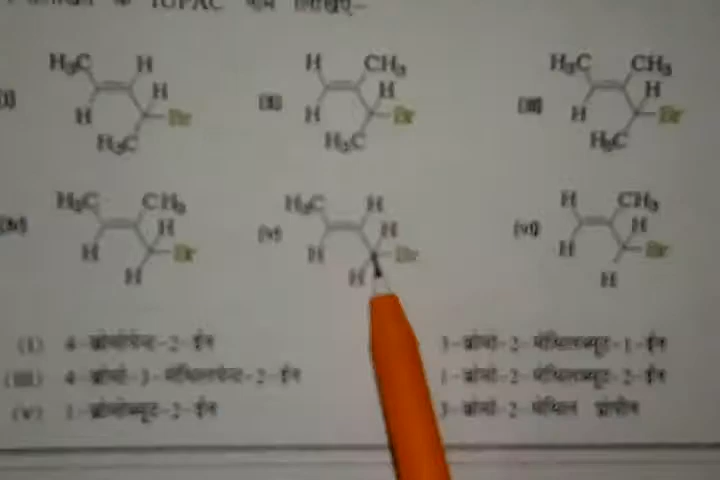 IUPAC नाम लिखिए-
(i) H₃C H H H Br H₃C
(ii) H CH₃ H H Br H₃C
(iii) H₃C CH₃ H H Br H₃C
(iv) H₃C CH₃ H H Br H
(v) H₃C H H H Br H
(vi) H CH₃ H H Br H
(i) 4-ब्रोमोपेन्ट-2-ईन 3-ब्रोमो-2-मेथिलब्यूट-1-ईन
(iii) 4-ब्रोमो-3-मेथिलपेन्ट-2-ईन 1-ब्रोमो-2-मेथिलब्यूट-2-ईन
(v) 1-ब्रोमोब्यूट-2-ईन 3-ब्रोमो-2-मेथिल प्रोपीन